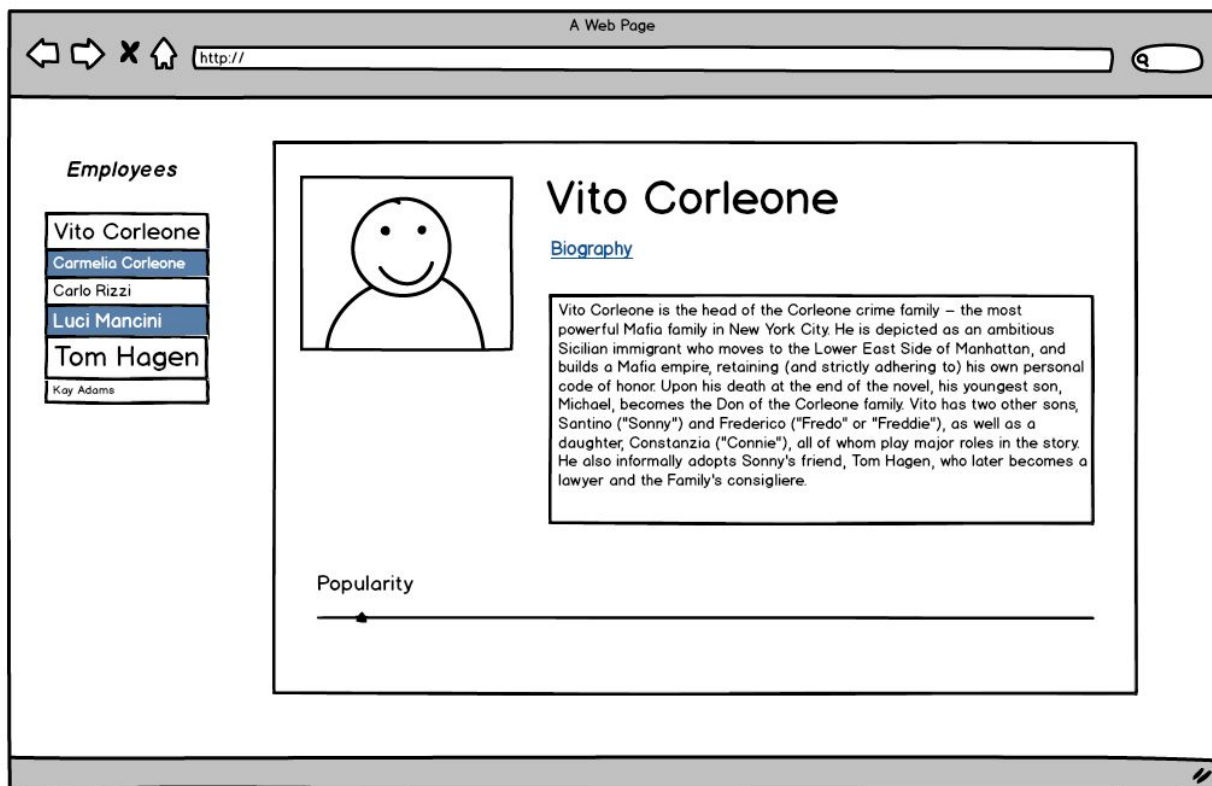 A Web Page
http://
Employees
Vito Corleone
Carmelia Corleone
Carlo Rizzi
Luci Mancini
Tom Hagen
Kay Adams
Vito Corleone
Biography
Vito Corleone is the head of the Corleone crime family – the most
powerful Mafia family in New York City. He is depicted as an ambitious
Sicilian immigrant who moves to the Lower East Side of Manhattan, and
builds a Mafia empire, retaining (and strictly adhering to) his own personal
code of honor. Upon his death at the end of the novel, his youngest son,
Michael, becomes the Don of the Corleone family. Vito has two other sons,
Santino ("Sonny") and Frederico ("Fredo" or "Freddie"), as well as a
daughter, Constanzia ("Connie"), all of whom play major roles in the story.
He also informally adopts Sonny's friend, Tom Hagen, who later becomes a
lawyer and the Family's consigliere.
Popularity